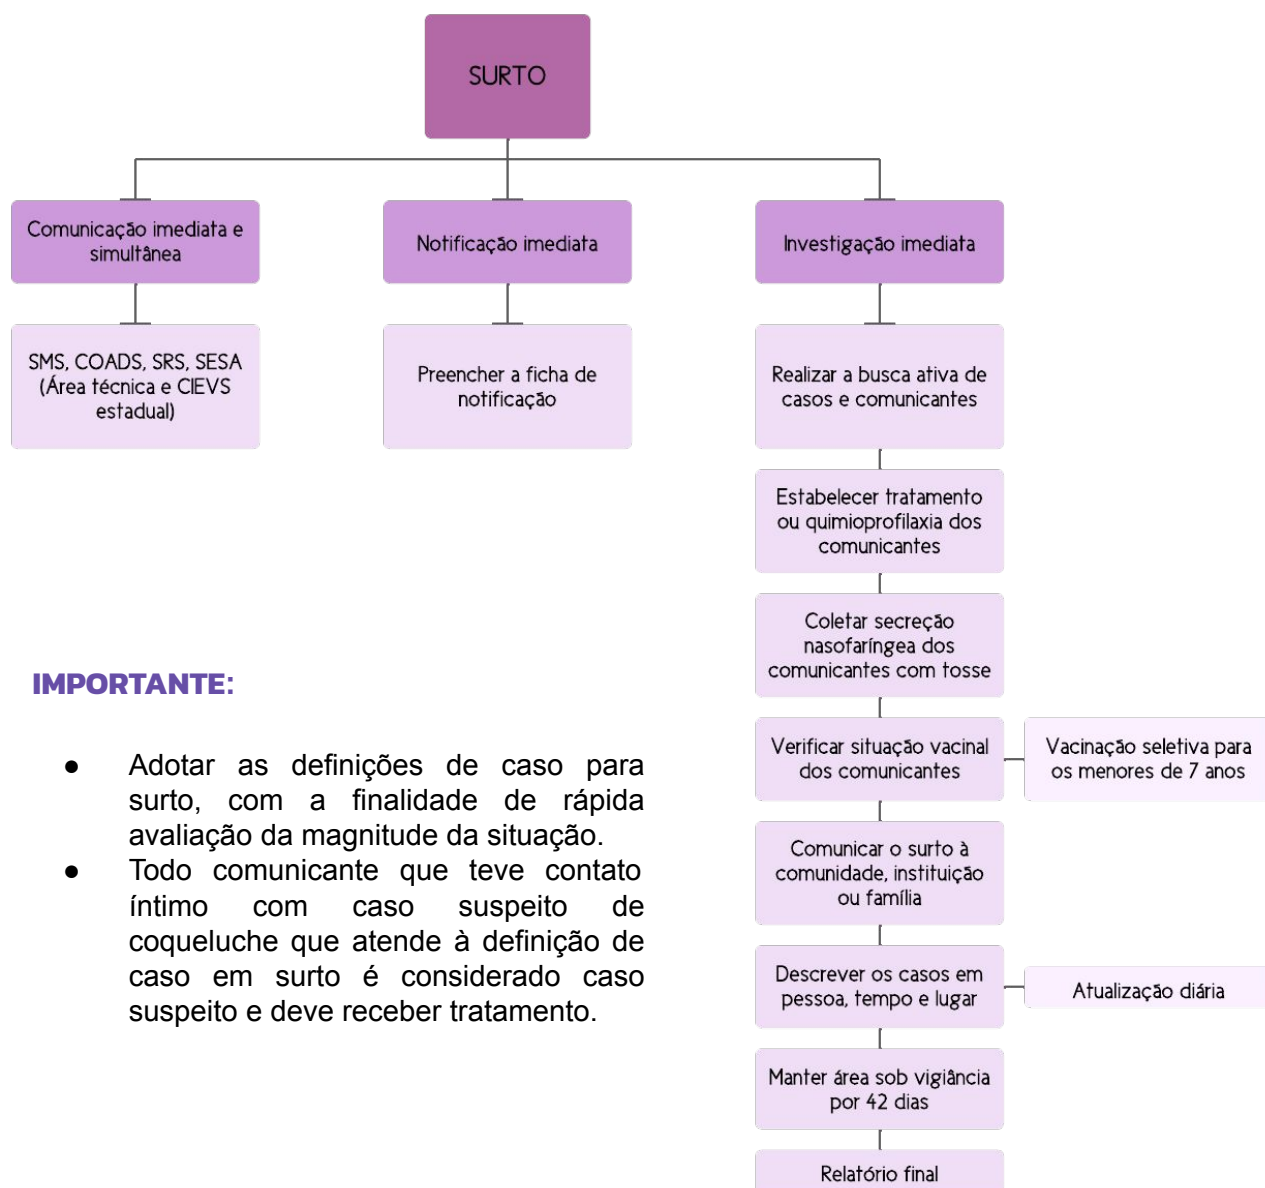 SURTO
Comunicação imediata e
simultânea
Notificação imediata
Investigação imediata
SMS, COADS, SRS, SESA
(Área técnica e CIEVS
estadual)
Preencher a ficha de
notificação
Realizar a busca ativa de
casos e comunicantes
Estabelecer tratamento
ou quimioprofilaxia dos
comunicantes
Coletar secreção
nasofaríngea dos
comunicantes com tosse
Verificar situação vacinal
dos comunicantes
Vacinação seletiva para
os menores de 7 anos
Comunicar o surto à
comunidade, instituição
ou família
Descrever os casos em
pessoa, tempo e lugar
Atualização diária
Manter área sob vigiância
por 42 dias
Relatório final
IMPORTANTE:
● Adotar as definições de caso para
surto, com a finalidade de rápida
avaliação da magnitude da situação.
● Todo comunicante que teve contato
íntimo com caso suspeito de
coqueluche que atende à definição de
caso em surto é considerado caso
suspeito e deve receber tratamento.